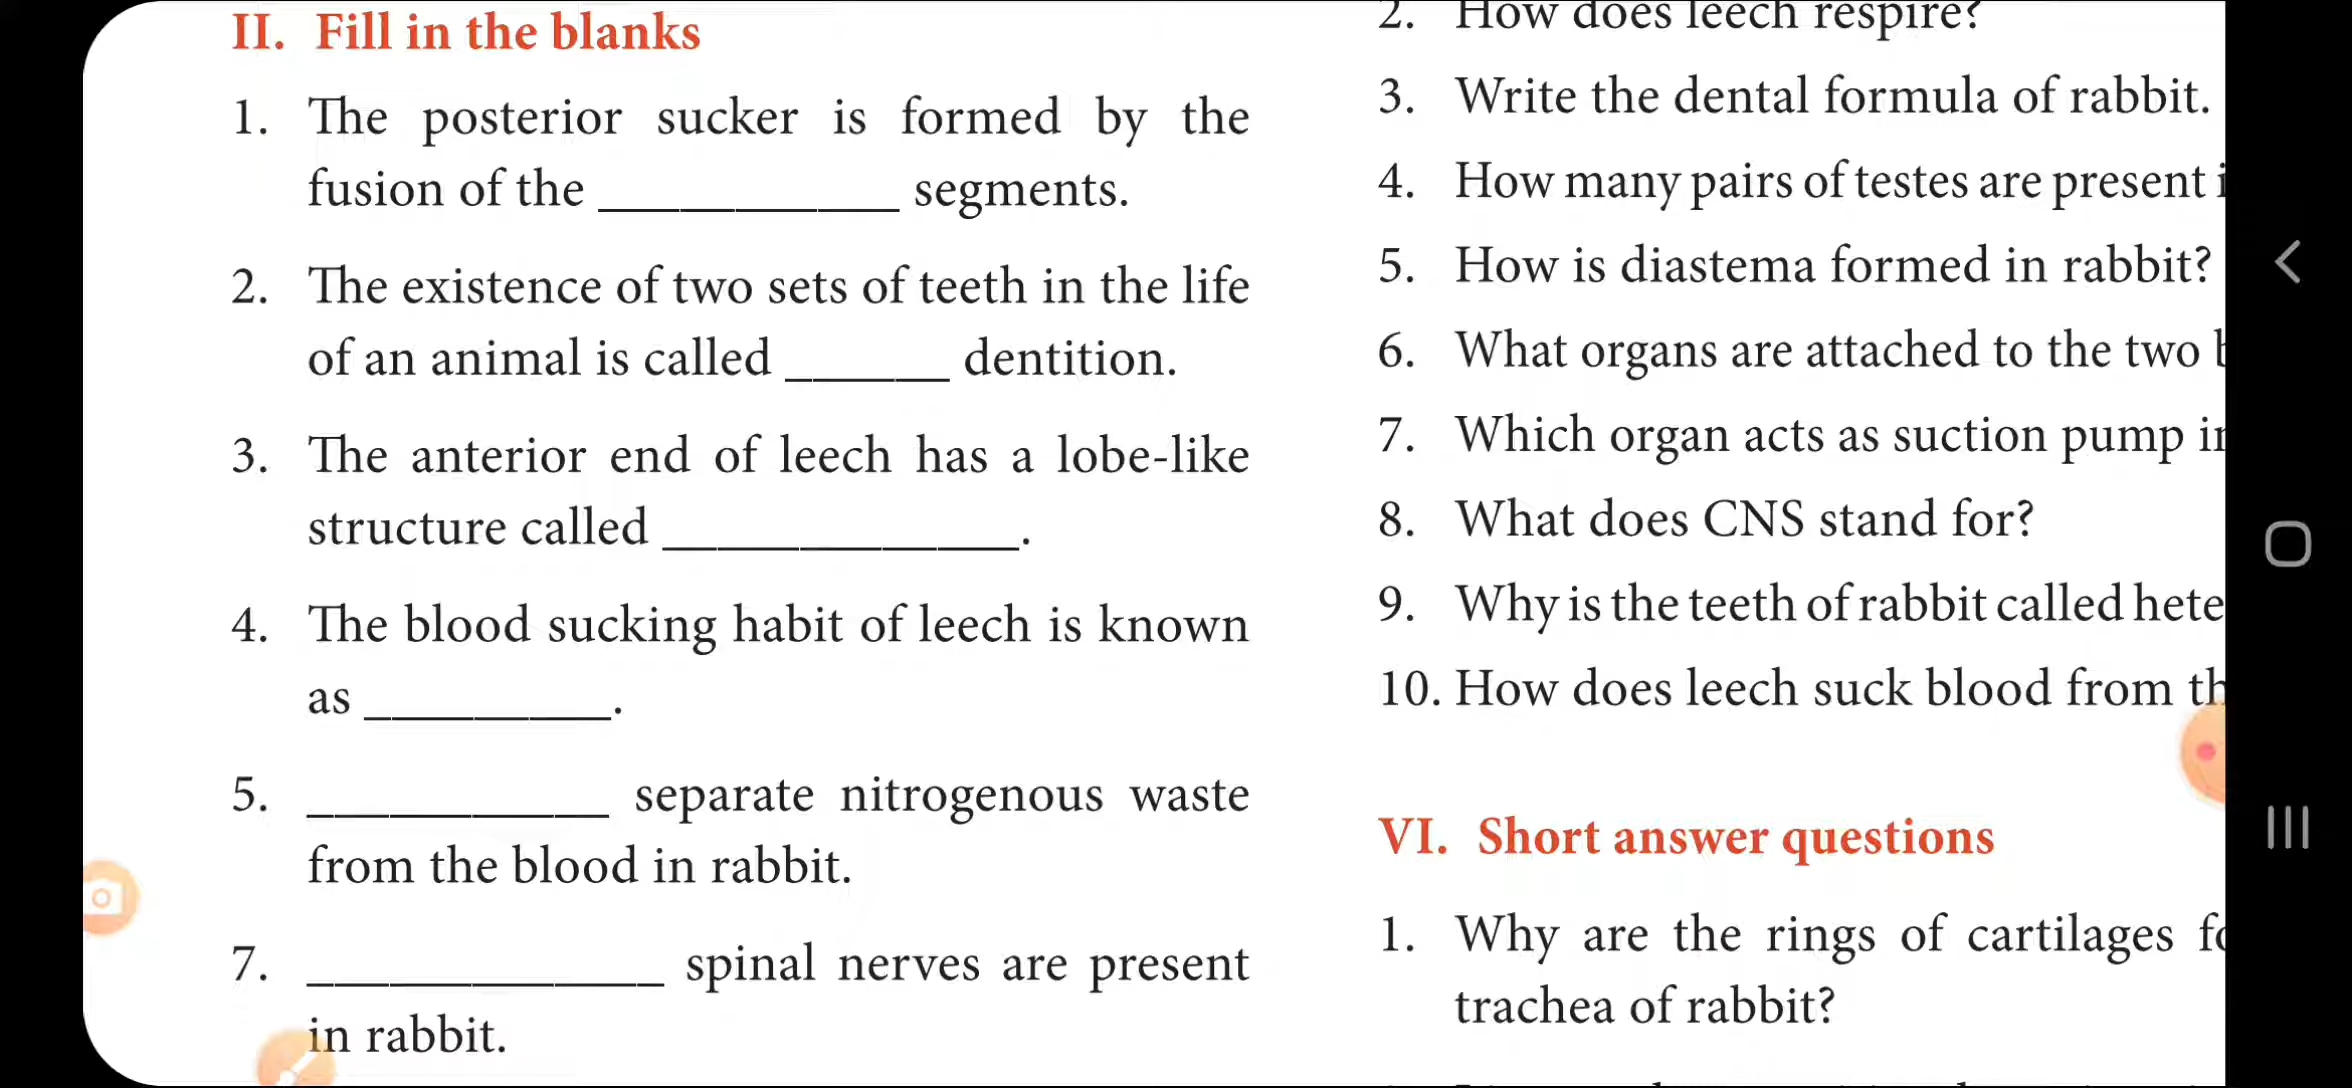 II. Fill in the blanks
1. The posterior sucker is formed by the
fusion of the ___________ segments.
2. The existence of two sets of teeth in the life
of an animal is called ______ dentition.
3. The anterior end of leech has a lobe-like
structure called _____________.
4. The blood sucking habit of leech is known
as _________.
5. ___________ separate nitrogenous waste
from the blood in rabbit.
7. _____________ spinal nerves are present
in rabbit.
2. How does leech respire?
3. Write the dental formula of rabbit.
4. How many pairs of testes are present
5. How is diastema formed in rabbit?
6. What organs are attached to the two
7. Which organ acts as suction pump
8. What does CNS stand for?
9. Why is the teeth of rabbit called hete
10. How does leech suck blood from
VI. Short answer questions
1. Why are the rings of cartilages
trachea of rabbit?